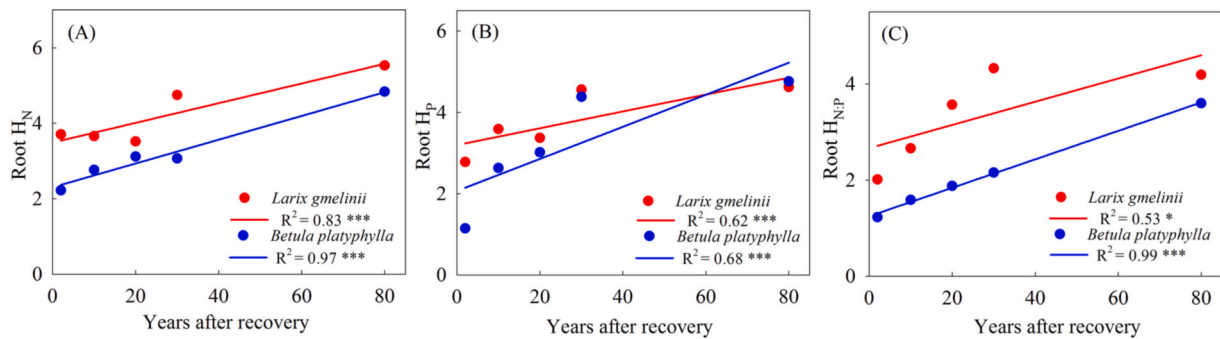 (A)
Root H_N
6
4
2
0
Larix gmelinii
R² = 0.83 ***
Betula platyphylla
R² = 0.97 ***
0 20 40 60 80
Years after recovery
(B)
Root H_P
6
4
2
0
Larix gmelinii
R² = 0.62 ***
Betula platyphylla
R² = 0.68 ***
0 20 40 60 80
Years after recovery
(C)
Root H_N:P
4
2
0
Larix gmelinii
R² = 0.53 *
Betula platyphylla
R² = 0.99 ***
0 20 40 60 80
Years after recovery